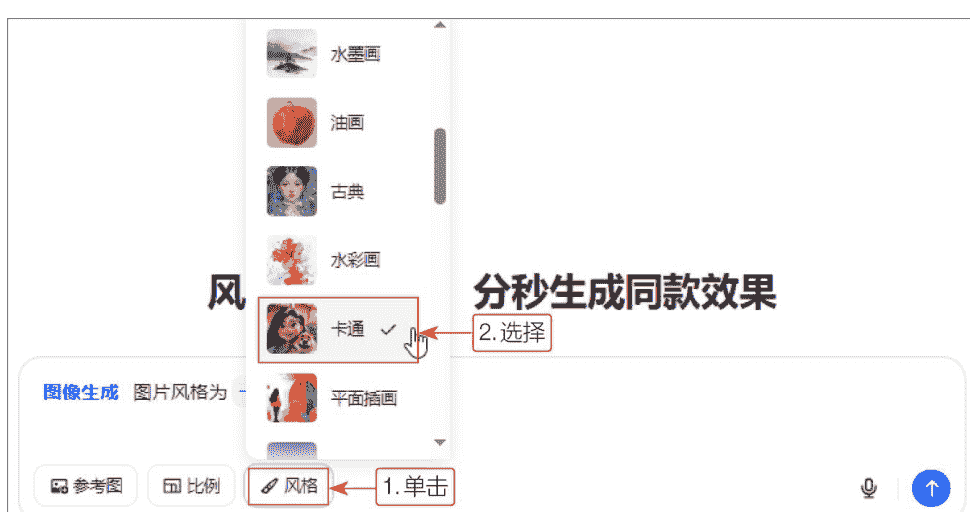 水墨画
油画
古典
水彩画
风
分秒生成同款效果
卡通
2.选择
图像生成 图片风格为
平面插画
参考图
比例
风格
1.单击